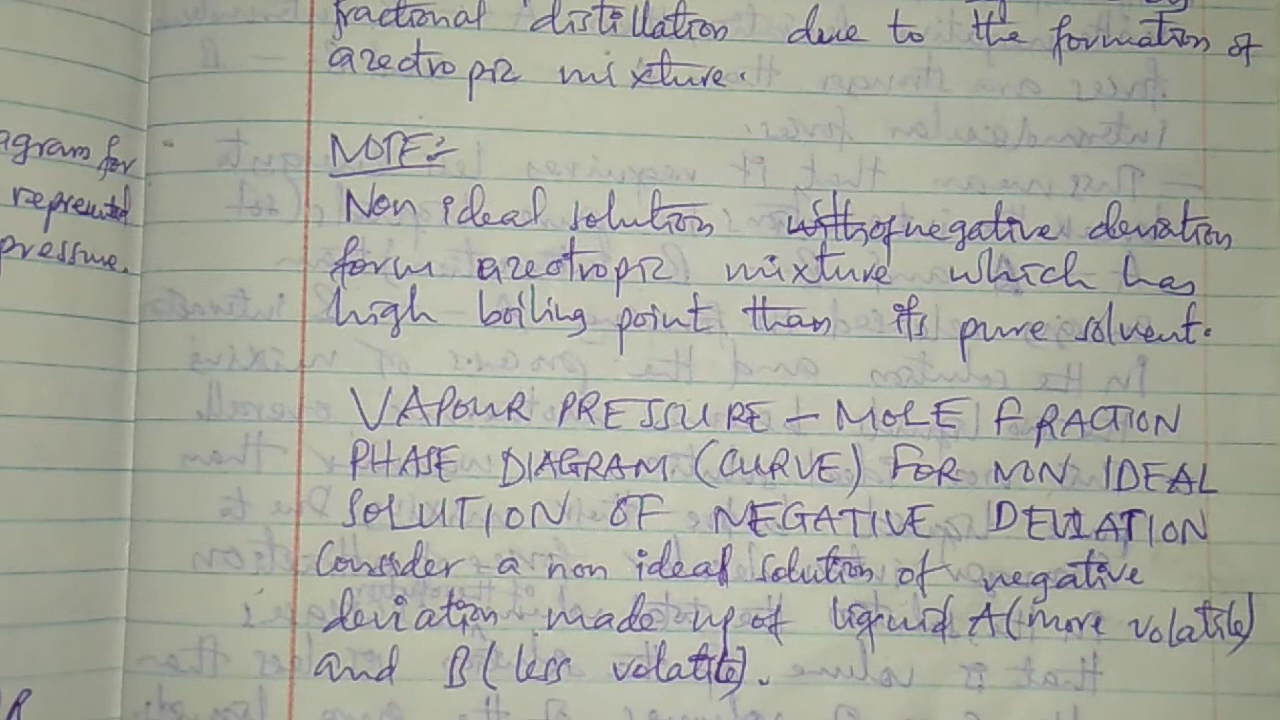 fractional distillation due to the formation of
azeotropic mixture.
agram for
NOTE:-
represented
Non ideal solution of negative deviation
pressure.
form azeotropic mixture which has
high boiling point than its pure solvent.
VAPOUR PRESSURE - MOLE fRACTION
PHASE DIAGRAM (CURVE) FOR NON IDEAL
SOLUTION OF NEGATIVE DEVIATION
Consider a non ideal solution of negative
deviation made up of liquid A (more volatile)
and B (less volatile).